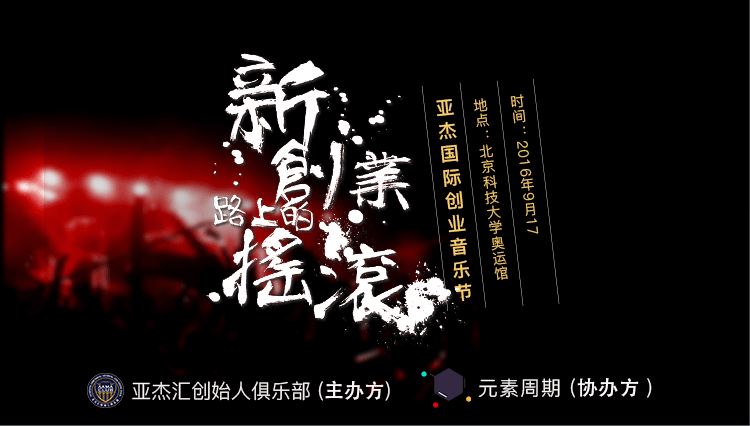 新
創業
路上的
搖滾
亚杰国际创业音乐节
地点：北京科技大学奥运馆
时间：2016年9月17
亚杰汇创始人俱乐部 (主办方)
元素周期 (协办方 )